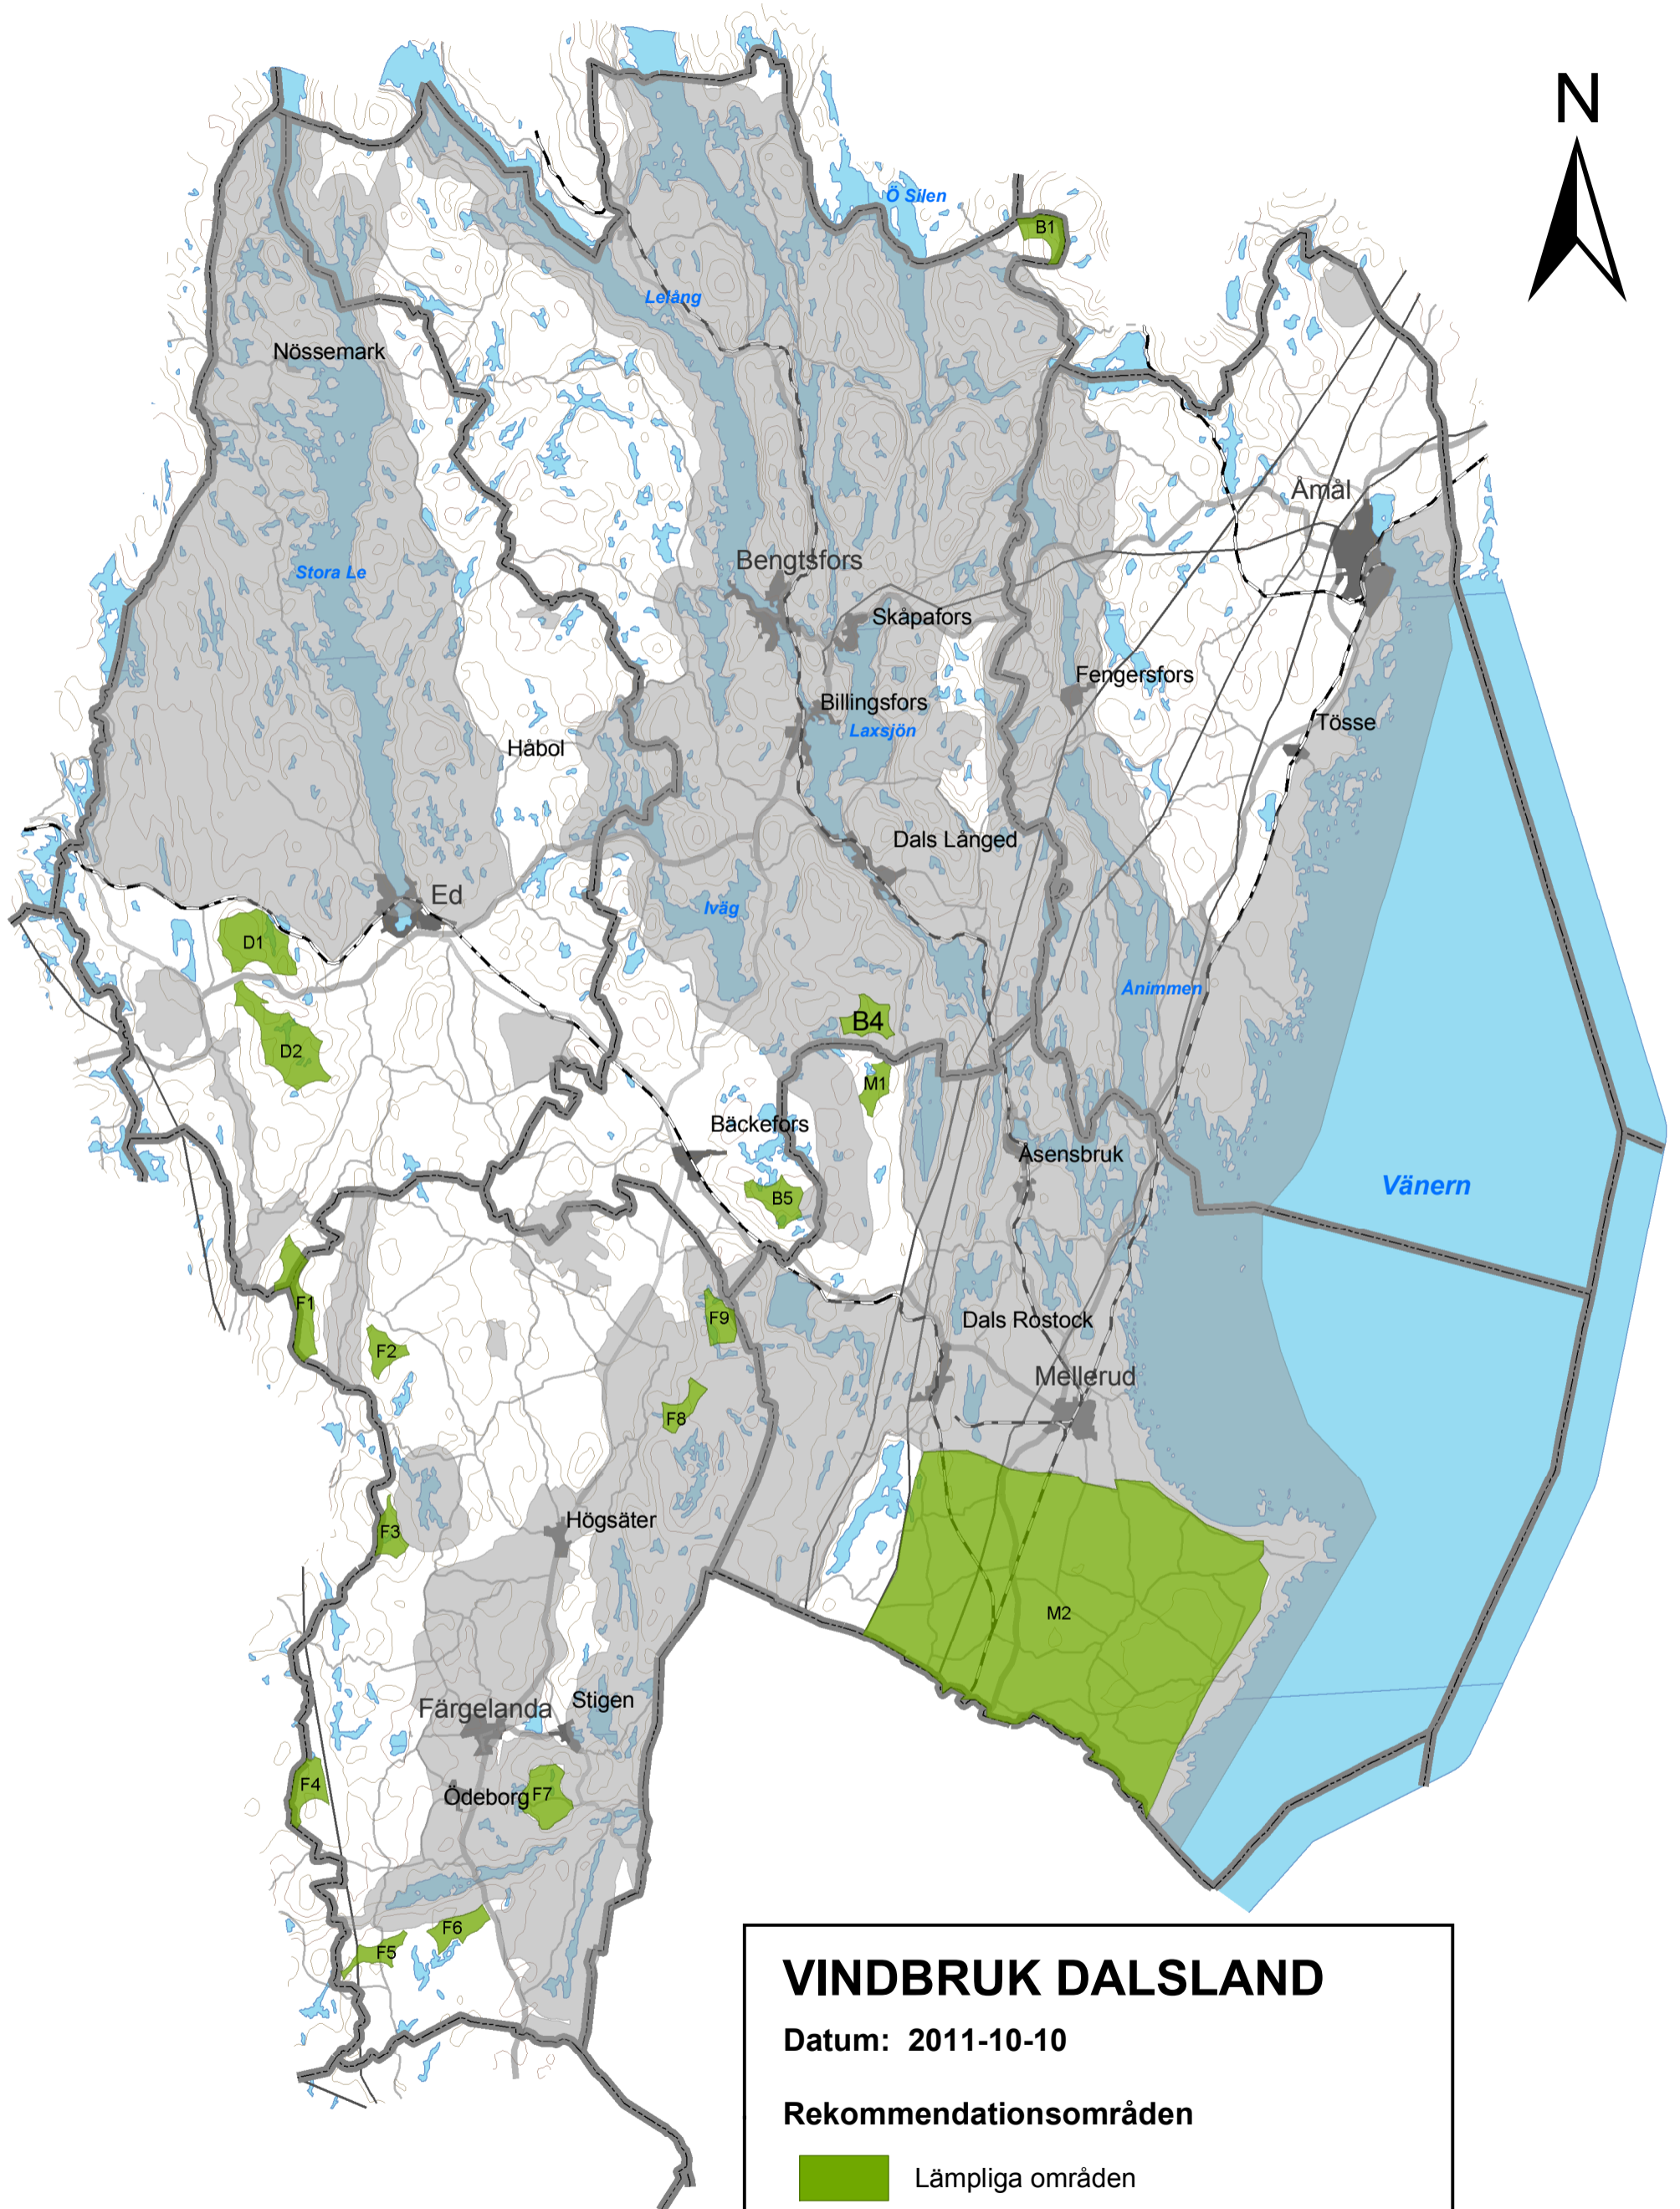 N
Ö Silen
B1
Lelång
Nössemark
Åmål
Bengtsfors
Stora Le
Skåpafors
Fengersfors
Billingsfors
Laxsjön
Tösse
Håbol
Dals Långed
Ed
Iväg
D1
Ånimmen
B4
D2
M1
Bäckefors
Åsensbruk
Vänern
B5
F1
F9
Dals Rostock
F2
Mellerud
F8
Högsäter
F3
M2
Stigen
Färgelanda
F4
Ödeborg
F7
F6
F5
VINDBRUK DALSLAND
Datum: 2011-10-10
Rekommendationsområden
Lämpliga områden